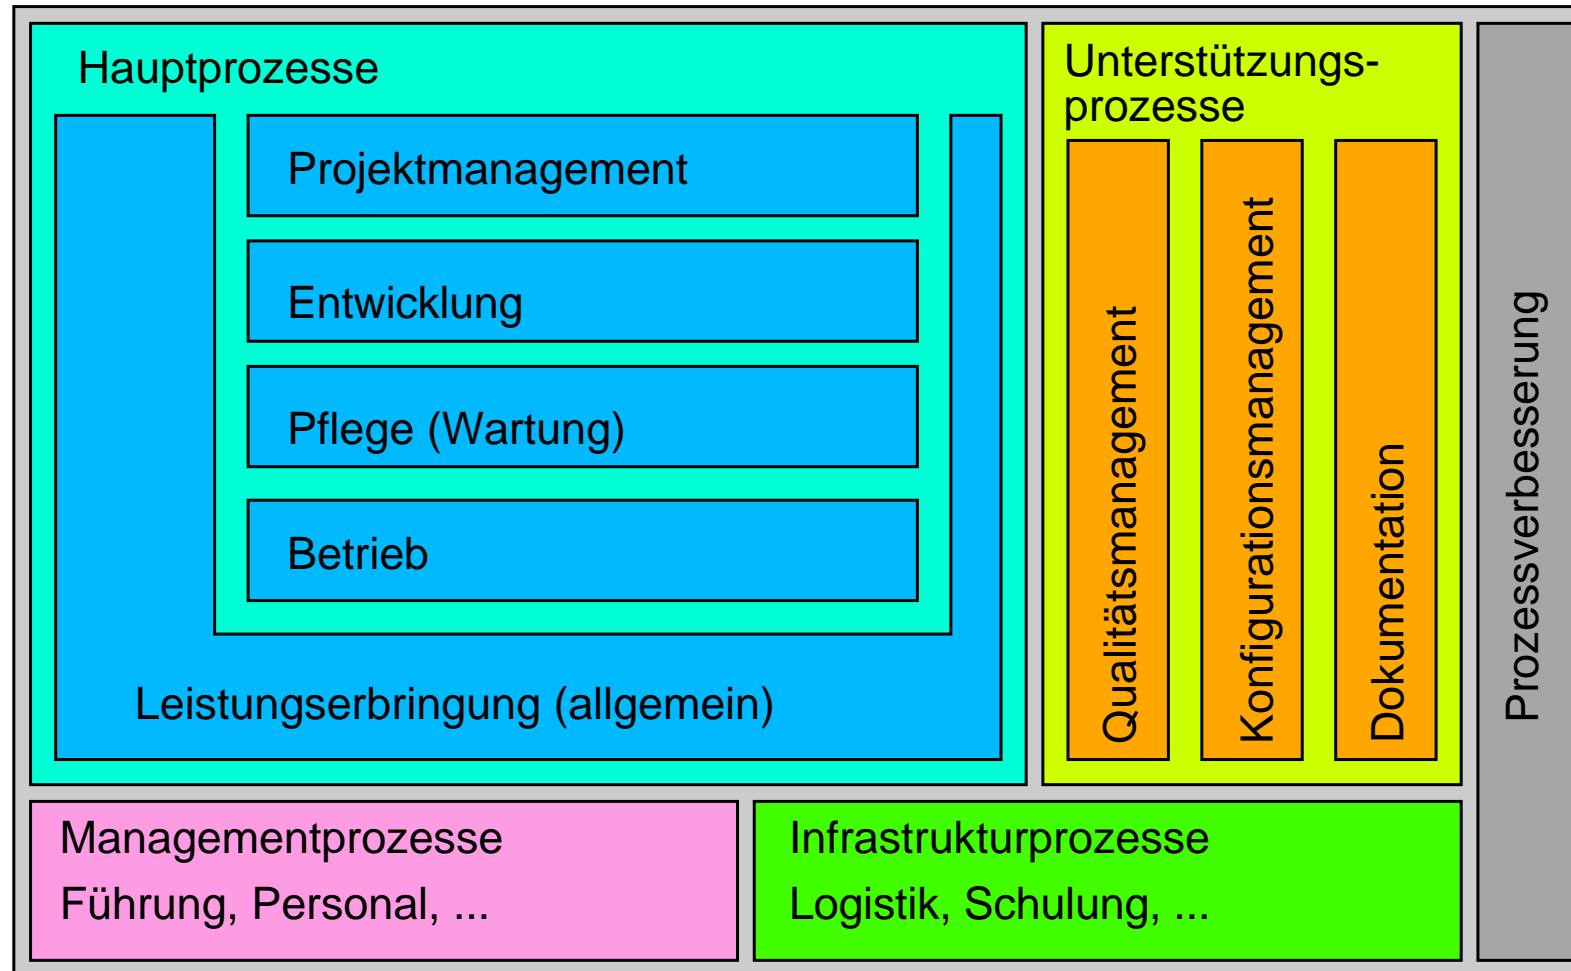 Hauptprozesse
Projektmanagement
Entwicklung
Pflege (Wartung)
Betrieb
Leistungserbringung (allgemein)
Unterstützungs-
prozesse
Qualitätsmanagement
Konfigurationsmanagement
Dokumentation
Prozessverbesserung
Managementprozesse
Führung, Personal, ...
Infrastrukturprozesse
Logistik, Schulung, ...